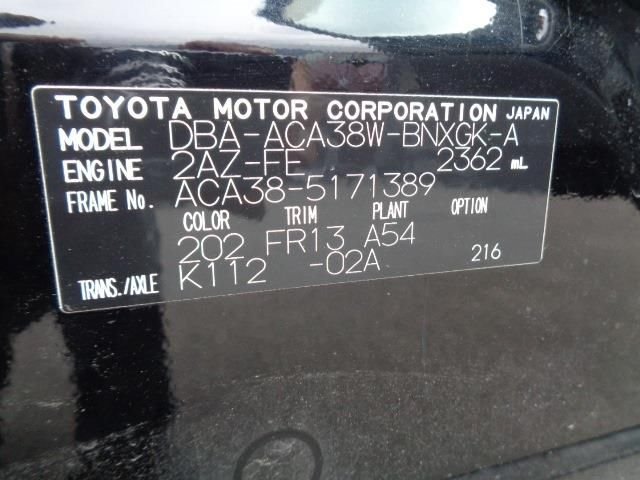 TOYOTA MOTOR CORPORATION JAPAN
MODEL DBA-ACA38W-BNXGK-A
ENGINE 2AZ-FE 2362 mL
FRAME No. ACA38-5171389
COLOR TRIM PLANT OPTION
202 FR13 A54
TRANS./AXLE K112 -02A 216